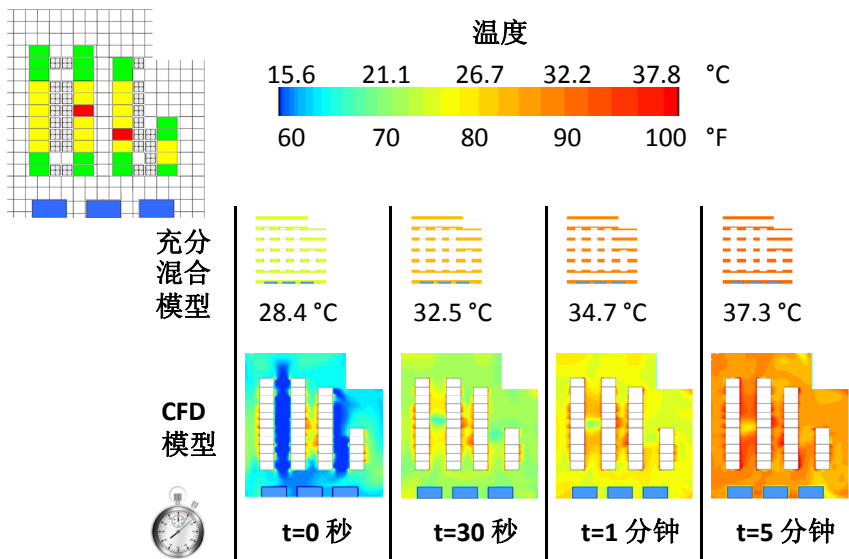 温度
15.6 21.1 26.7 32.2 37.8 °C
60 70 80 90 100 °F
充分
混合
模型
28.4 °C 32.5 °C 34.7 °C 37.3 °C
CFD
模型
t=0 秒 t=30 秒 t=1 分钟 t=5 分钟